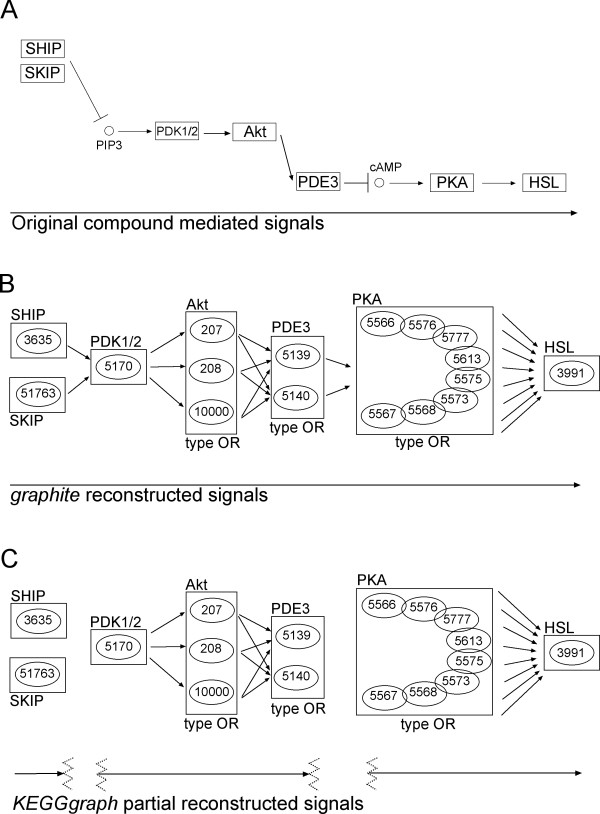 A
SHIP
SKIP
PIP3
PDK1/2
Akt
PDE3
cAMP
PKA
HSL
Original compound mediated signals
B
SHIP
3635
51763
SKIP
PDK1/2
5170
Akt
207
208
10000
type OR
PDE3
5139
5140
type OR
PKA
5566
5576
5777
5613
5575
5573
5568
5567
type OR
HSL
3991
graphite reconstructed signals
C
SHIP
3635
51763
SKIP
PDK1/2
5170
Akt
207
208
10000
type OR
PDE3
5139
5140
type OR
PKA
5566
5576
5777
5613
5575
5573
5568
5567
type OR
HSL
3991
KEGGgraph partial reconstructed signals